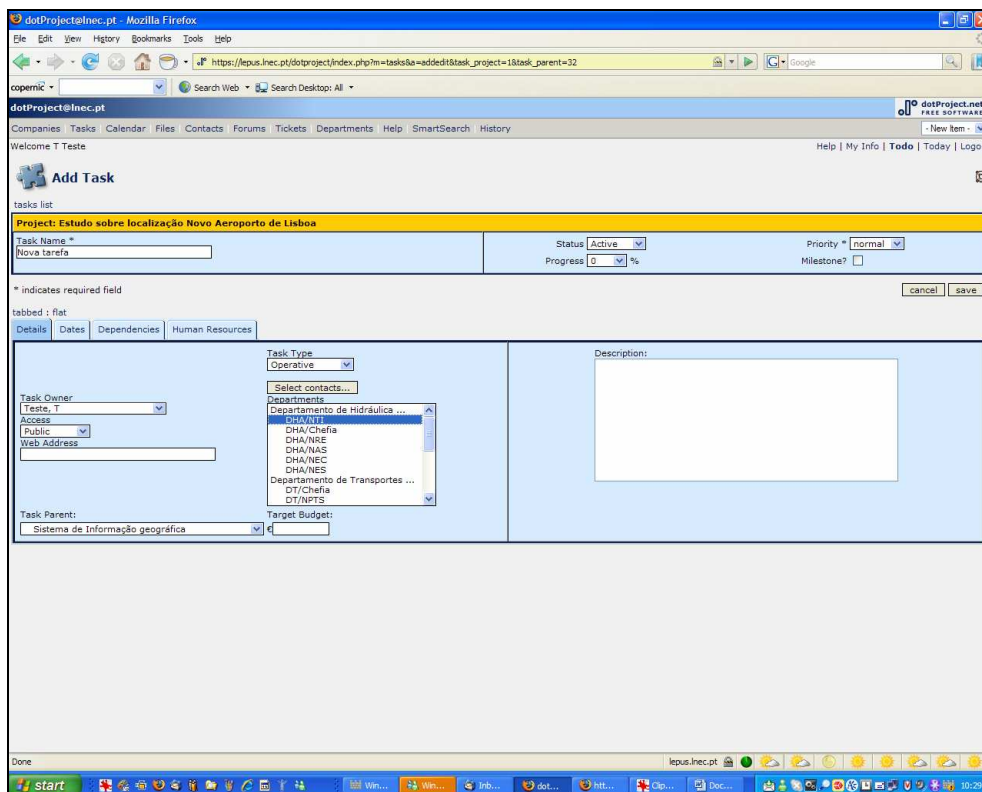 dotProject@lnec.pt - Mozilla Firefox
File Edit View History Bookmarks Tools Help
https://lepus.lnec.pt/dotproject/index.php?m=tasks&a=addedit&task_project=1&task_parent=32
G Google
copernic Search Web Search Desktop: All
dotProject@lnec.pt
dotProject.net
FREE SOFTWARE
Companies Tasks Calendar Files Contacts Forums Tickets Departments Help SmartSearch History
- New Item -
Welcome T Teste
Help | My Info | Todo | Today | Logo
Add Task
tasks list
Project: Estudo sobre localização Novo Aeroporto de Lisboa
Task Name *
Nova tarefa
Status Active
Priority * normal
Progress 0 %
Milestone?
* indicates required field
cancel save
tabbed : flat
Details Dates Dependencies Human Resources
Task Type
Operative
Description:
Select contacts...
Task Owner
Teste, T
Access
Public
Web Address
Departments
Departamento de Hidráulica ...
DHA/NTI
DHA/Chefia
DHA/NRE
DHA/NAS
DHA/NEC
DHA/NES
Departamento de Transportes ...
DT/Chefia
DT/NPTS
Task Parent:
Sistema de Informação geográfica
Target Budget:
€
Done
lepus.lnec.pt
start
Win...
Win...
Inb...
dot...
htt...
Clip...
Doc...
10:29